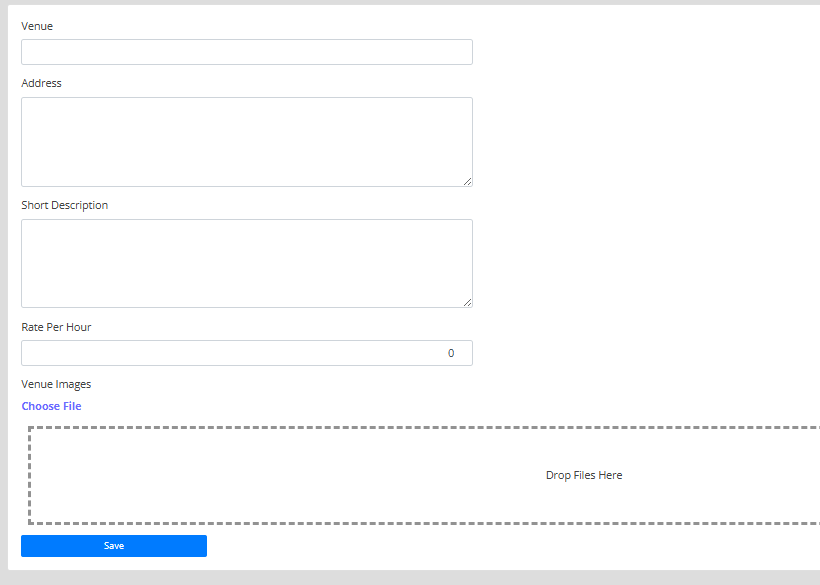 Venue
Address
Short Description
Rate Per Hour
0
Venue Images
Choose File
Drop Files Here
Save